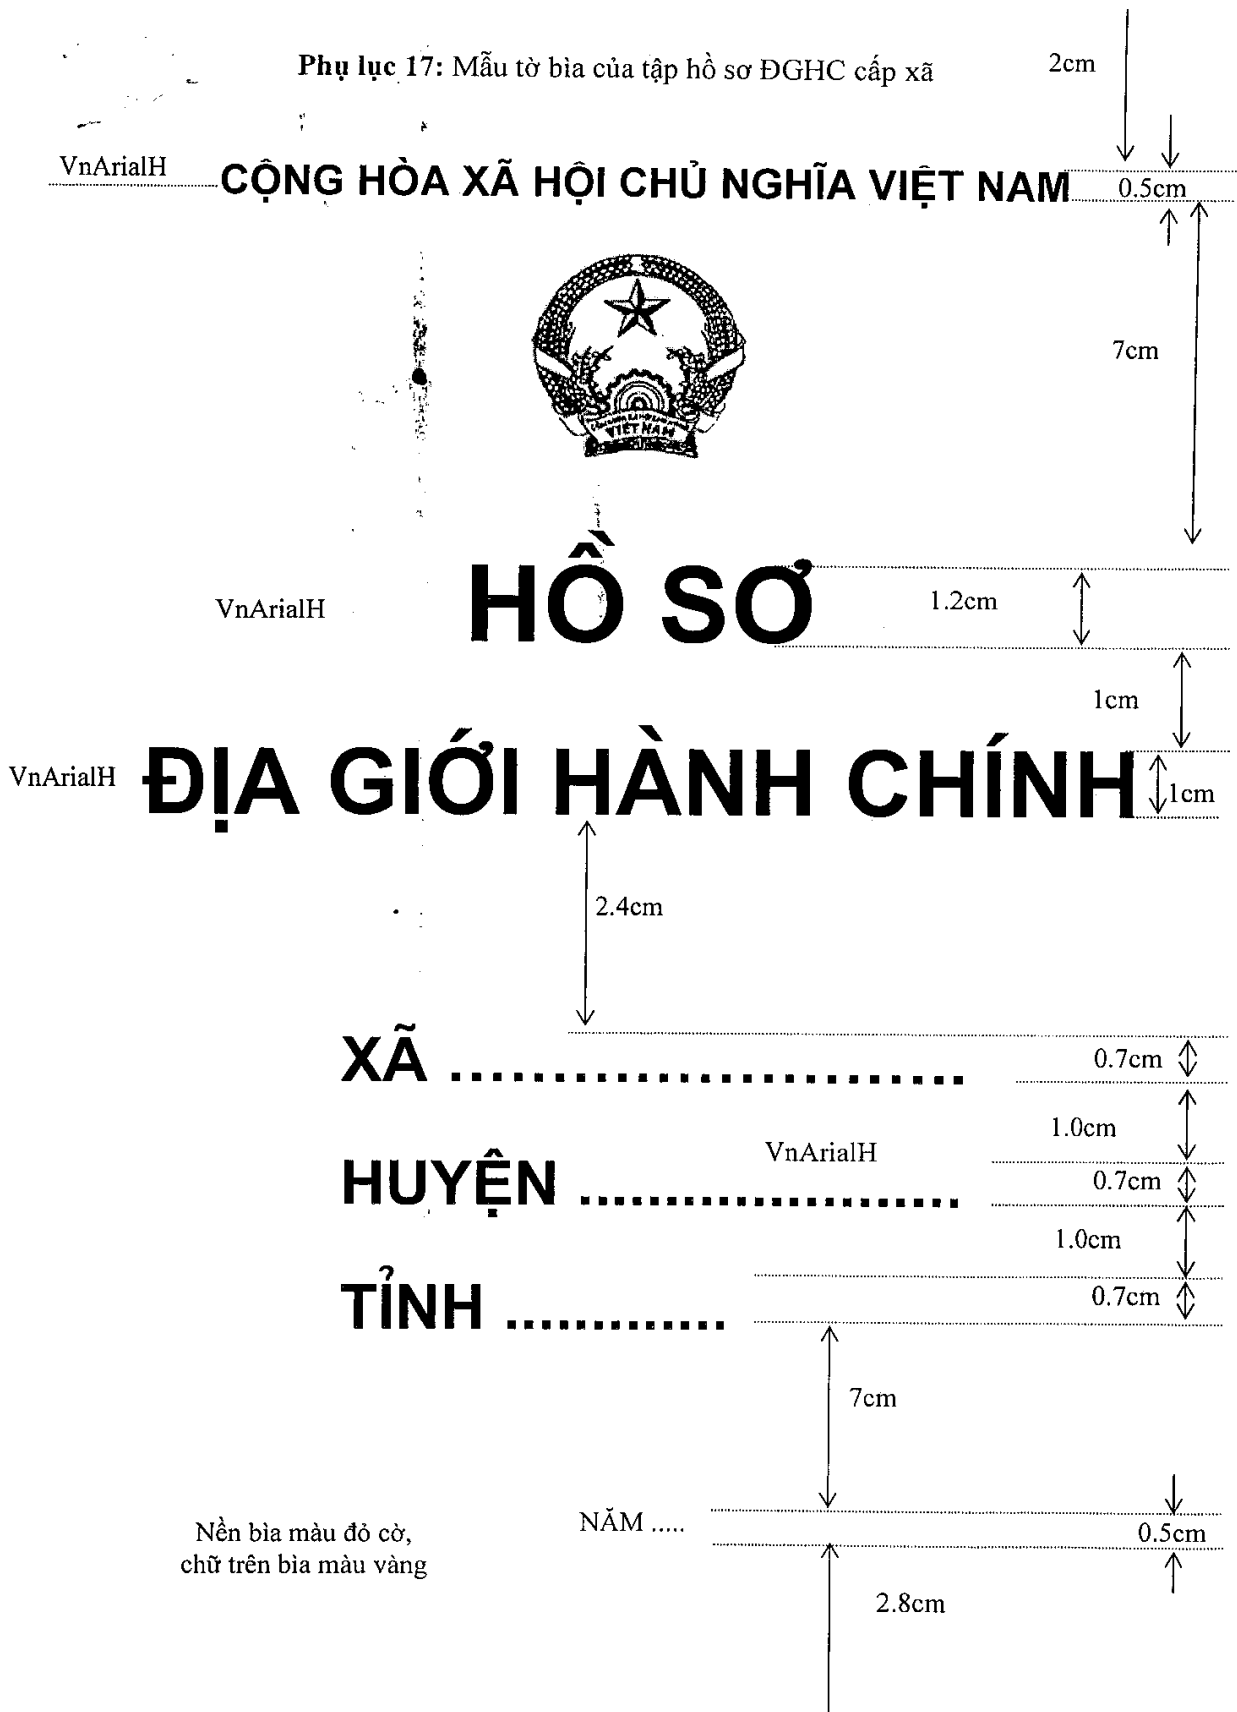 Phụ lục 17: Mẫu tờ bìa của tập hồ sơ ĐGHC cấp xã
2cm
VnArialH
CỘNG HÒA XÃ HỘI CHỦ NGHĨA VIỆT NAM
0.5cm
7cm
VIỆT NAM
VnArialH
HỒ SƠ
1.2cm
1cm
VnArialH
ĐỊA GIỚI HÀNH CHÍNH
1cm
2.4cm
XÃ ....................
0.7cm
1.0cm
VnArialH
HUYỆN ....................
0.7cm
1.0cm
TỈNH .............
0.7cm
7cm
Nền bìa màu đỏ cờ,
chữ trên bìa màu vàng
NĂM .....
0.5cm
2.8cm